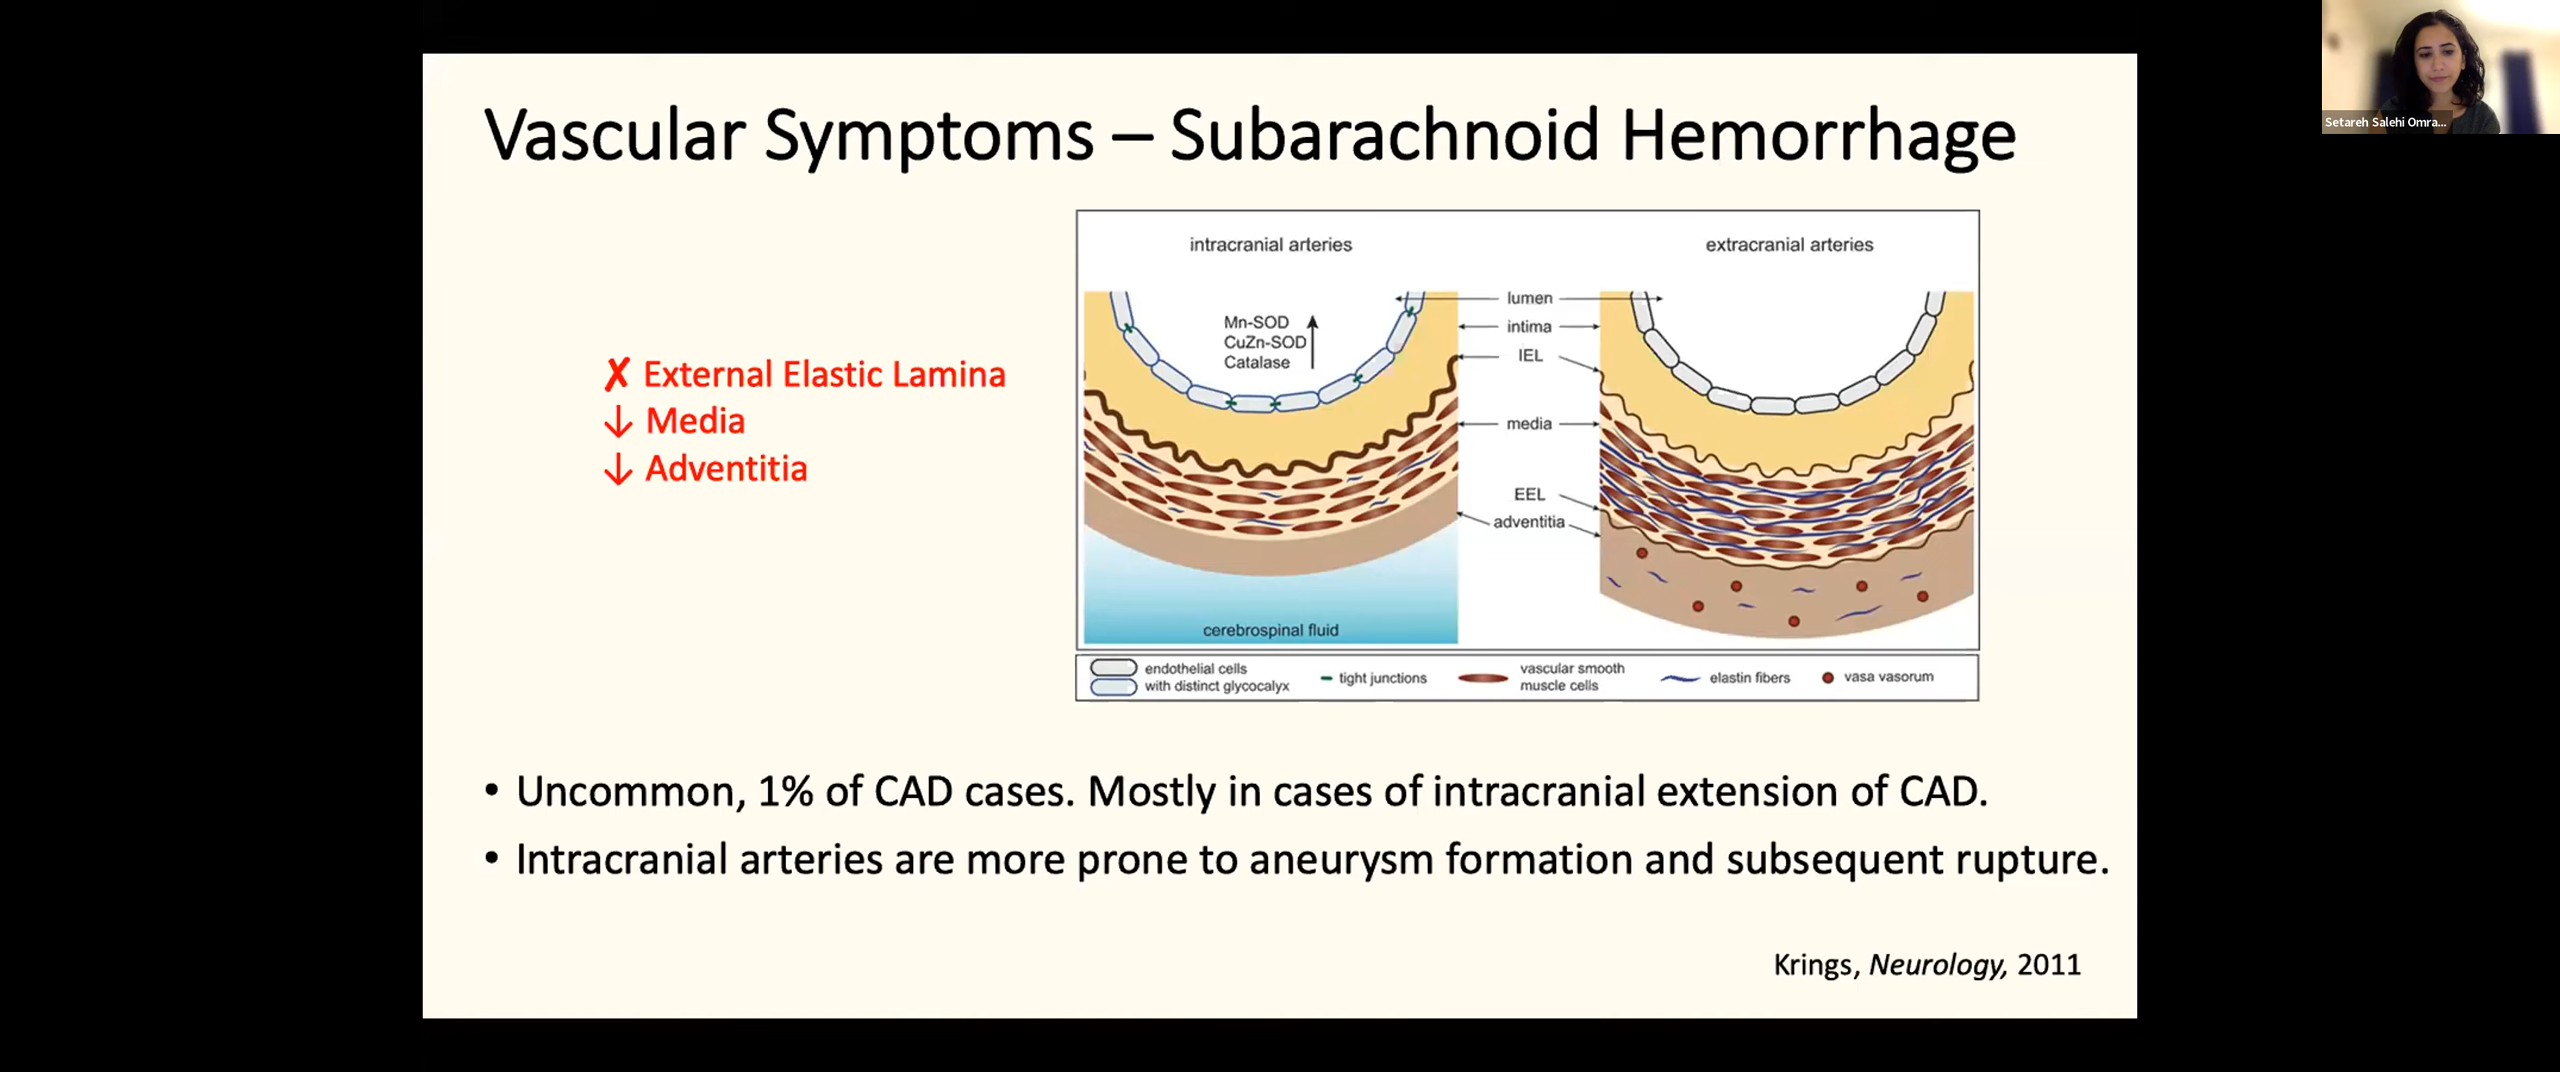 Setareh Salehi Omra...
Vascular Symptoms – Subarachnoid Hemorrhage
✗ External Elastic Lamina
↓ Media
↓ Adventitia
intracranial arteries
extracranial arteries
Mn-SOD
CuZn-SOD
Catalase
lumen
intima
IEL
media
EEL
adventitia
cerebrospinal fluid
endothelial cells
with distinct glycocalyx
tight junctions
vascular smooth
muscle cells
elastin fibers
vasa vasorum
• Uncommon, 1% of CAD cases. Mostly in cases of intracranial extension of CAD.
• Intracranial arteries are more prone to aneurysm formation and subsequent rupture.
Krings, Neurology, 2011